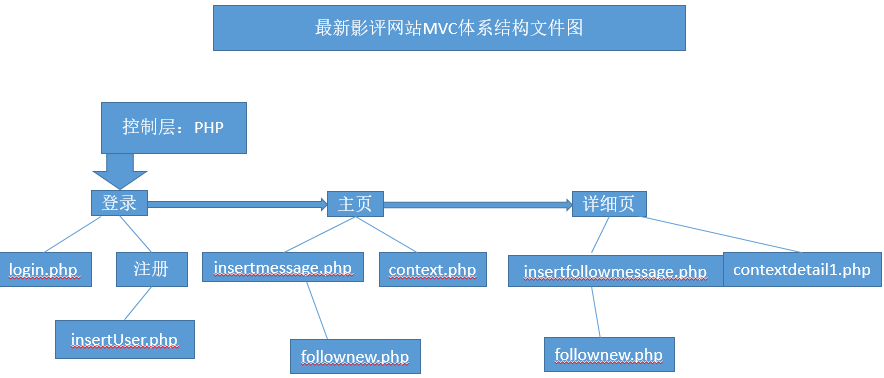 最新影评网站MVC体系结构文件图
控制层：PHP
登录
主页
详细页
login.php
注册
insertmessage.php
context.php
insertfollowmessage.php
contextdetail1.php
insertUser.php
follownew.php
follownew.php